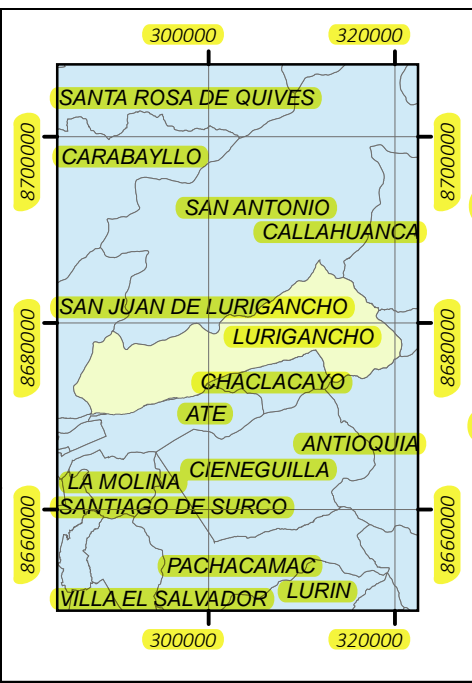 300000 320000
SANTA ROSA DE QUIVES
8700000 8700000
CARABAYLLO
SAN ANTONIO
CALLAHUANCA
SAN JUAN DE LURIGANCHO
8680000 8680000
LURIGANCHO
CHACLACAYO
ATE
ANTIOQUIA
CIENEGUILLA
LA MOLINA
SANTIAGO DE SURCO
8660000 8660000
PACHACAMAC
LURIN
VILLA EL SALVADOR
300000 320000